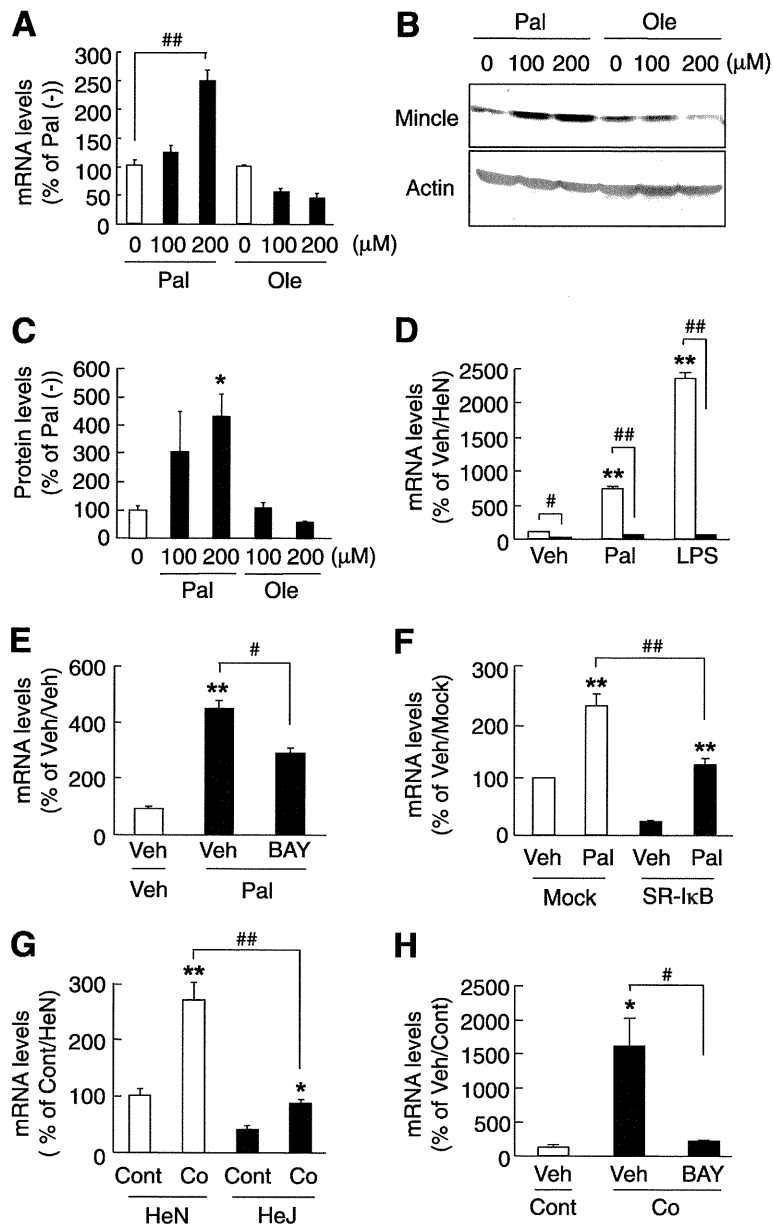 A
mRNA levels
(% of Pal (-))
300
250
200
150
100
50
0
##
0 100 200 0 100 200 (μM)
Pal Ole
B
Pal Ole
0 100 200 0 100 200 (μM)
Mincle
Actin
C
Protein levels
(% of Pal (-))
600
500
400
300
200
100
0
*
0 100 200 100 200 (μM)
Pal Ole
D
mRNA levels
(% of Veh/HeN)
2500
2000
1500
1000
500
0
#
**
##
**
##
Veh Pal LPS
E
mRNA levels
(% of Veh/Veh)
600
400
200
0
**
#
Veh Veh BAY
Veh Pal
F
mRNA levels
(% of Veh/Mock)
300
200
100
0
**
##
**
Veh Pal Veh Pal
Mock SR-IκB
G
mRNA levels
( % of Cont/HeN)
300
200
100
0
**
##
*
Cont Co Cont Co
HeN HeJ
H
mRNA levels
(% of Veh/Cont)
2500
2000
1500
1000
500
0
*
#
Veh Veh BAY
Cont Co